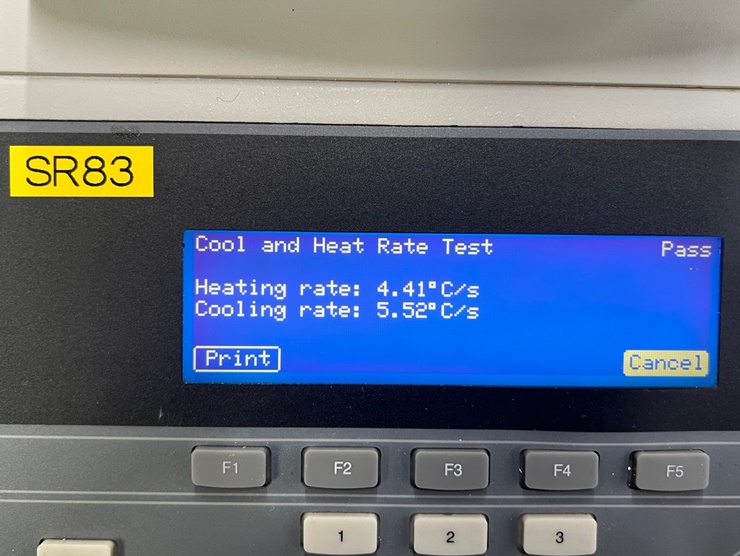 SR83
Cool and Heat Rate Test Pass
Heating rate: 4.41°C/s
Cooling rate: 5.52°C/s
Print Cancel
F1 F2 F3 F4 F5
1 2 3